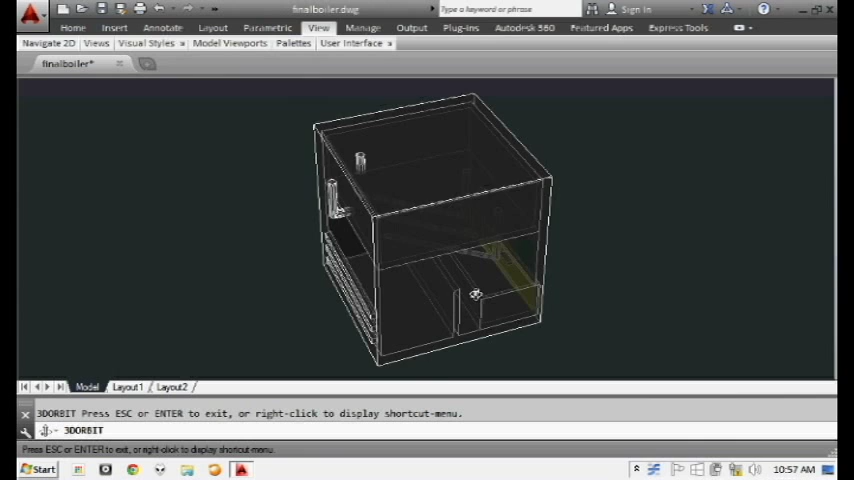 finalboiler.dwg
Type a keyword or phrase
Sign In
Home Insert Annotate Layout Parametric View Manage Output Plug-ins Autodesk 360 Featured Apps Express Tools
Navigate 2D Views Visual Styles » Model Viewports Palettes User Interface »
finalboiler*
Model Layout1 Layout2
3DORBIT Press ESC or ENTER to exit, or right-click to display shortcut-menu.
3DORBIT
Press ESC or ENTER to exit, or right-click to display shortcut-menu.
Start
10:57 AM